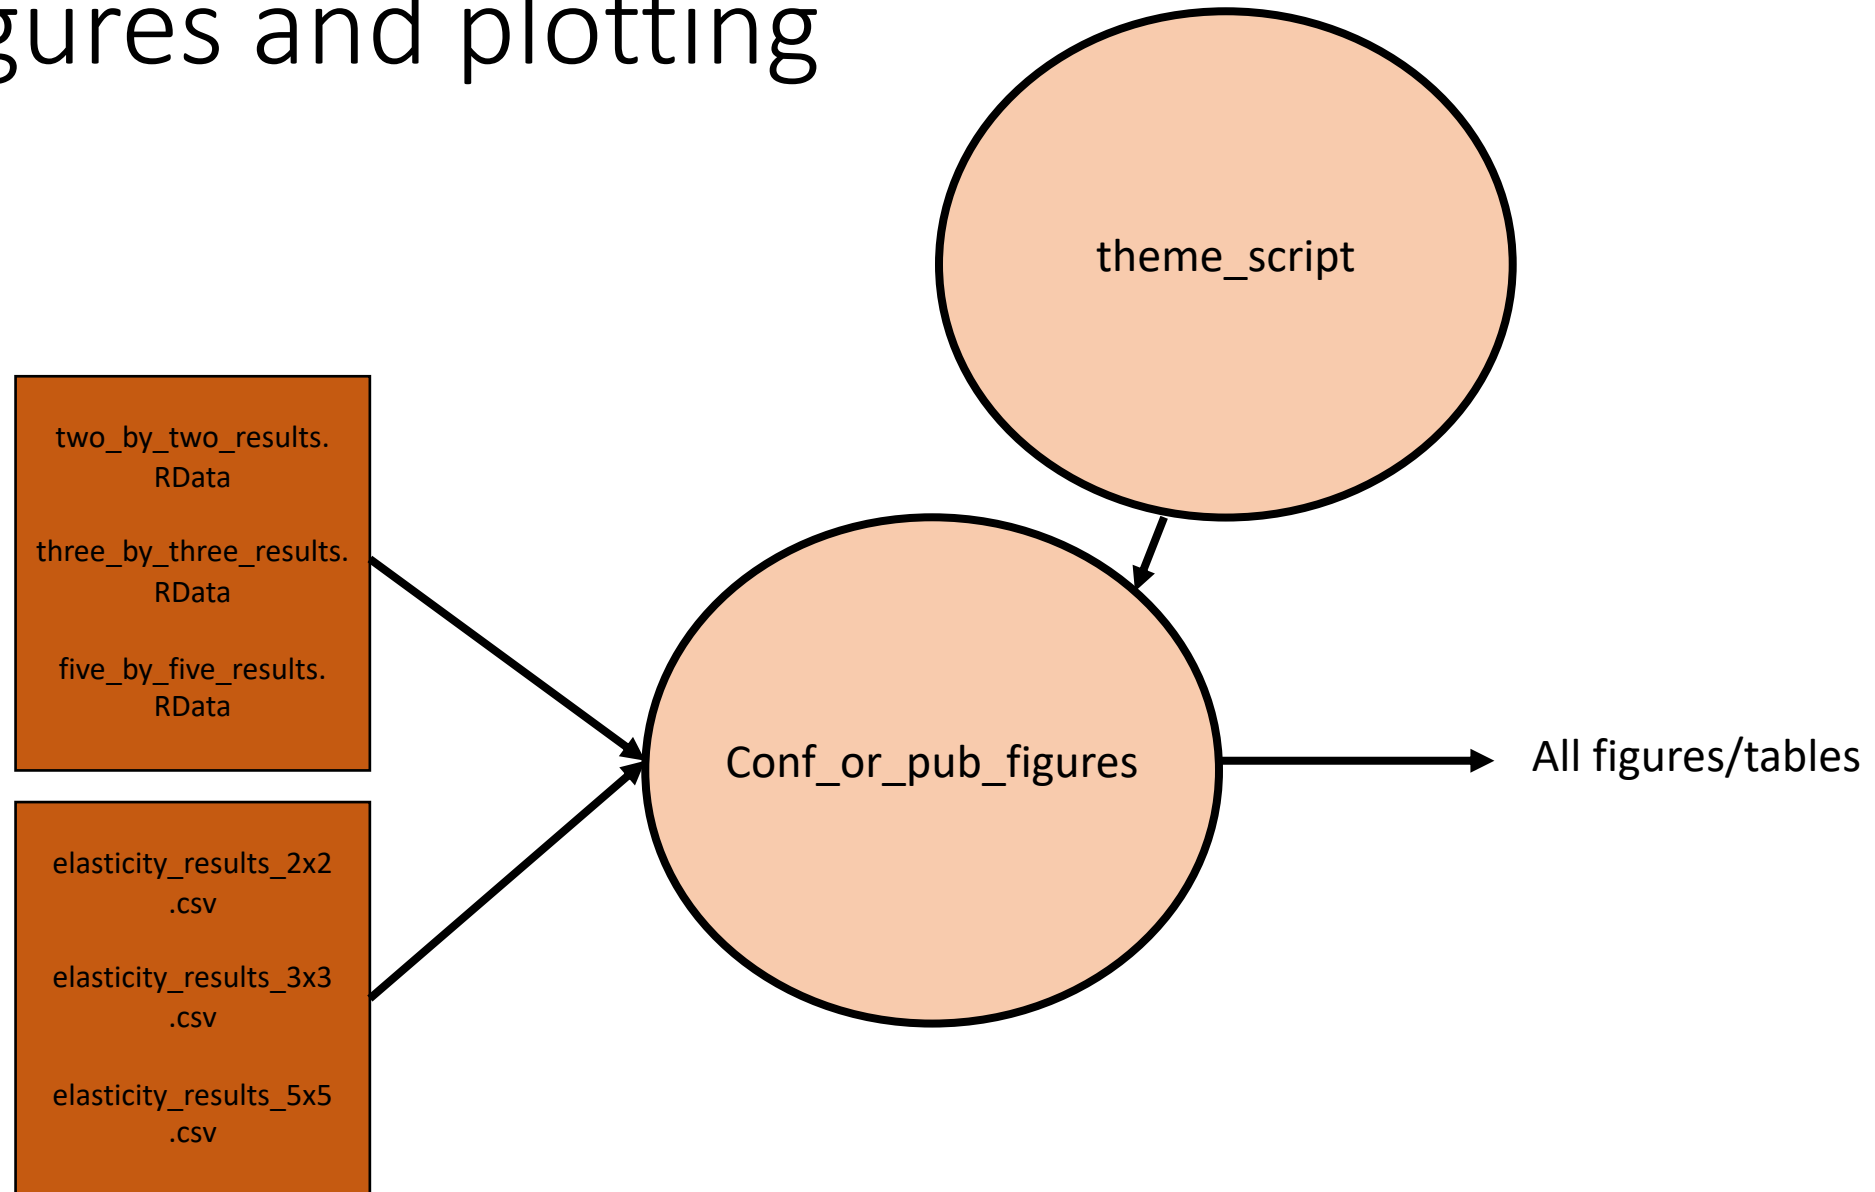 gures and plotting
theme_script
two_by_two_results.
RData
three_by_three_results.
RData
five_by_five_results.
RData
Conf_or_pub_figures
All figures/tables
elasticity_results_2x2
.csv
elasticity_results_3x3
.csv
elasticity_results_5x5
.csv